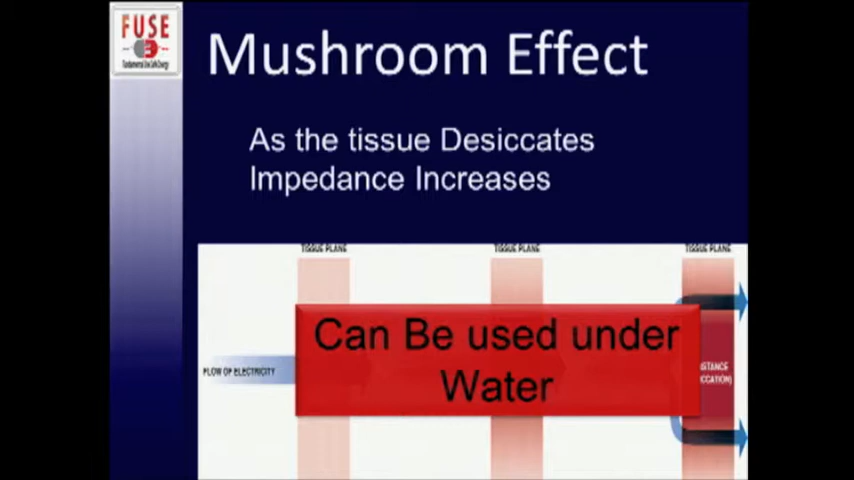 FUSE
Mushroom Effect
As the tissue Desiccates
Impedance Increases
TISSUE PLANE
TISSUE PLANE
TISSUE PLANE
Can Be used under
Water
FLOW OF ELECTRICITY